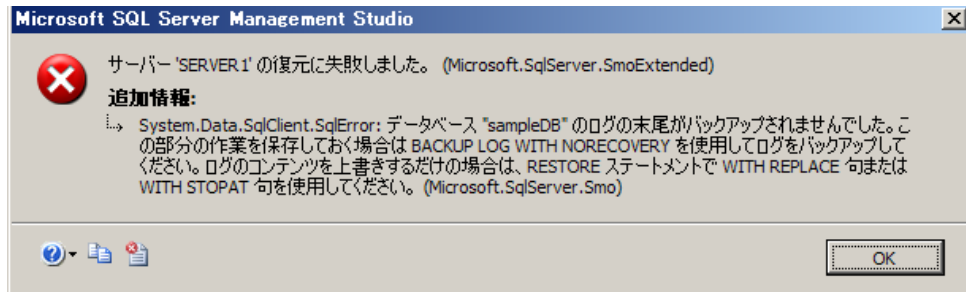 Microsoft SQL Server Management Studio
サーバー 'SERVER1' の復元に失敗しました。 (Microsoft.SqlServer.SmoExtended)
追加情報:
System.Data.SqlClient.SqlError: データベース "sampleDB" のログの末尾がバックアップされませんでした。こ
の部分の作業を保存しておく場合は BACKUP LOG WITH NORECOVERY を使用してログをバックアップして
ください。ログのコンテンツを上書きするだけの場合は、RESTORE ステートメントで WITH REPLACE 句または
WITH STOPAT 句を使用してください。 (Microsoft.SqlServer.Smo)
OK